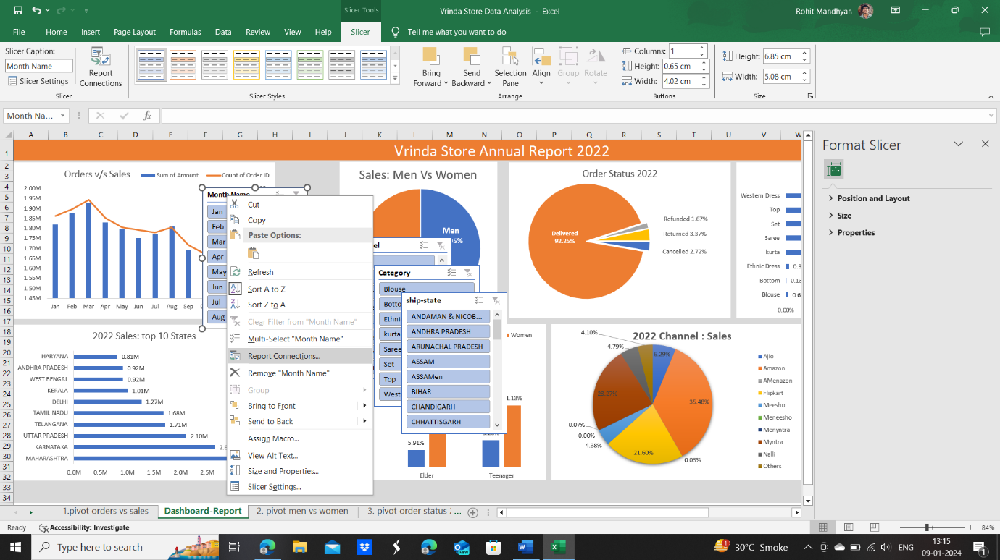 Slicer Tools
Vrinda Store Data Analysis - Excel
Rohit Mandhyan
File Home Insert Page Layout Formulas Data Review View Help Slicer Tell me what you want to do
Slicer Caption:
Month Name
Slicer Settings
Report
Connections
Slicer
Slicer Styles
Bring
Forward
Send
Backward
Selection
Pane
Align
Group
Rotate
Arrange
Columns: 1
Height: 0.65 cm
Width: 4.02 cm
Buttons
Height: 6.85 cm
Width: 5.08 cm
Size
Month Na...
fx
A B C D E F G H I J K L M N O P Q R S T U V W
1 2 3 4 5 6 7 8 9 10 11 12 13 14 15 16 17 18 19 20 21 22 23 24 25 26 27 28 29 30 31 32 33 34
Vrinda Store Annual Report 2022
Orders v/s Sales
Sum of Amount
Count of Order ID
2.00M
1.95M
1.90M
1.85M
1.80M
1.75M
1.70M
1.65M
1.60M
1.55M
1.50M
1.45M
Jan Feb Mar Apr May Jun Jul Aug Sep
Month Name
Jan
Feb
Mar
Apr
May
Jun
Jul
Aug
Cut
Copy
Paste Options:
Refresh
Sort A to Z
Sort Z to A
Clear Filter from "Month Name"
Multi-Select "Month Name"
Report Connections...
Remove "Month Name"
Group
Bring to Front
Send to Back
Assign Macro...
View Alt Text...
Size and Properties...
Slicer Settings...
Sales: Men Vs Women
Men
5%
el
Category
Blouse
Botto
Ethni
kurta
Saree
Set
Top
West
ship-state
ANDAMAN & NICOB...
ANDHRA PRADESH
ARUNACHAL PRADESH
ASSAM
ASSAMen
BIHAR
CHANDIGARH
CHHATTISGARH
Order Status 2022
Delivered
92.25%
Refunded 1.67%
Returned 3.37%
Cancelled 2.72%
Western Dress
Top
Set
Saree
kurta
Ethnic Dress 0.9
Bottom 0.13
Blouse 0.6
0.00%
2022 Sales: top 10 States
HARYANA 0.81M
ANDHRA PRADESH 0.92M
WEST BENGAL 0.92M
KERALA 1.01M
DELHI 1.27M
TAMIL NADU 1.68M
TELANGANA 1.71M
UTTAR PRADESH 2.10M
KARNATAKA 2.6
MAHARASHTRA
0.0M 0.5M 1.0M 1.5M 2.0M 2.5M
Women
1.13%
5.91%
Elder
Teenager
2022 Channel : Sales
4.10%
4.79%
6.29%
23.27%
35.48%
0.07%
0.00%
4.38%
21.60%
0.03%
Ajio
Amazon
AMenazon
Flipkart
Meesho
Meneesho
Menyntra
Myntra
Nalli
Others
Format Slicer
Position and Layout
Size
Properties
1.pivot orders vs sales
Dashboard-Report
2. pivot men vs women
3. pivot order status : ...
Ready
Accessibility: Investigate
84%
Type here to search
30°C Smoke
ENG
13:15
09-01-2024
1